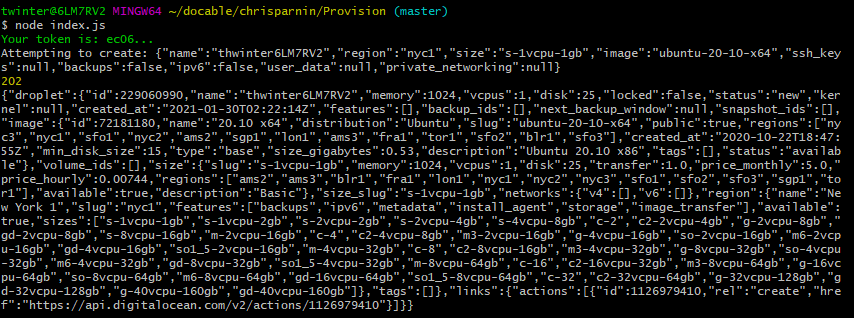 twinter@6LM7RV2 MINGW64 ~/docable/chrisparnin/Provision (master)
$ node index.js
Your token is: ec06...
Attempting to create: {"name":"thwinter6LM7RV2","region":"nyc1","size":"s-1vcpu-1gb","image":"ubuntu-20-10-x64","ssh_key
s":null,"backups":false,"ipv6":false,"user_data":null,"private_networking":null}
202
{"droplet":{"id":229060990,"name":"thwinter6LM7RV2","memory":1024,"vcpus":1,"disk":25,"locked":false,"status":"new","ker
nel":null,"created_at":"2021-01-30T02:22:14Z","features":[],"backup_ids":[],"next_backup_window":null,"snapshot_ids":[],
"image":{"id":72181180,"name":"20.10 x64","distribution":"Ubuntu","slug":"ubuntu-20-10-x64","public":true,"regions":["ny
c3","nyc1","sfo1","nyc2","ams2","sgp1","lon1","ams3","fra1","tor1","sfo2","blr1","sfo3"],"created_at":"2020-10-22T18:47:
55Z","min_disk_size":15,"type":"base","size_gigabytes":0.53,"description":"Ubuntu 20.10 x86","tags":[],"status":"availab
le"},"volume_ids":[],"size":{"slug":"s-1vcpu-1gb","memory":1024,"vcpus":1,"disk":25,"transfer":1.0,"price_monthly":5.0,"
price_hourly":0.00744,"regions":["ams2","ams3","blr1","fra1","lon1","nyc1","nyc2","nyc3","sfo1","sfo2","sfo3","sgp1","to
r1"],"available":true,"description":"Basic"},"size_slug":"s-1vcpu-1gb","networks":{"v4":[],"v6":[]},"region":{"name":"Ne
w York 1","slug":"nyc1","features":["backups","ipv6","metadata","install_agent","storage","image_transfer"],"available":
true,"sizes":["s-1vcpu-1gb","s-1vcpu-2gb","s-2vcpu-2gb","s-2vcpu-4gb","s-4vcpu-8gb","c-2","c2-2vcpu-4gb","g-2vcpu-8gb","
gd-2vcpu-8gb","s-8vcpu-16gb","m-2vcpu-16gb","c-4","c2-4vcpu-8gb","m3-2vcpu-16gb","g-4vcpu-16gb","so-2vcpu-16gb","m6-2vcp
u-16gb","gd-4vcpu-16gb","so1_5-2vcpu-16gb","m-4vcpu-32gb","c-8","c2-8vcpu-16gb","m3-4vcpu-32gb","g-8vcpu-32gb","so-4vcpu
-32gb","m6-4vcpu-32gb","gd-8vcpu-32gb","so1_5-4vcpu-32gb","m-8vcpu-64gb","c-16","c2-16vcpu-32gb","m3-8vcpu-64gb","g-16vc
pu-64gb","so-8vcpu-64gb","m6-8vcpu-64gb","gd-16vcpu-64gb","so1_5-8vcpu-64gb","c-32","c2-32vcpu-64gb","g-32vcpu-128gb","g
d-32vcpu-128gb","g-40vcpu-160gb","gd-40vcpu-160gb"]},"tags":[]},"links":{"actions":[{"id":1126979410,"rel":"create","hre
f":"https://api.digitalocean.com/v2/actions/1126979410"}]}}